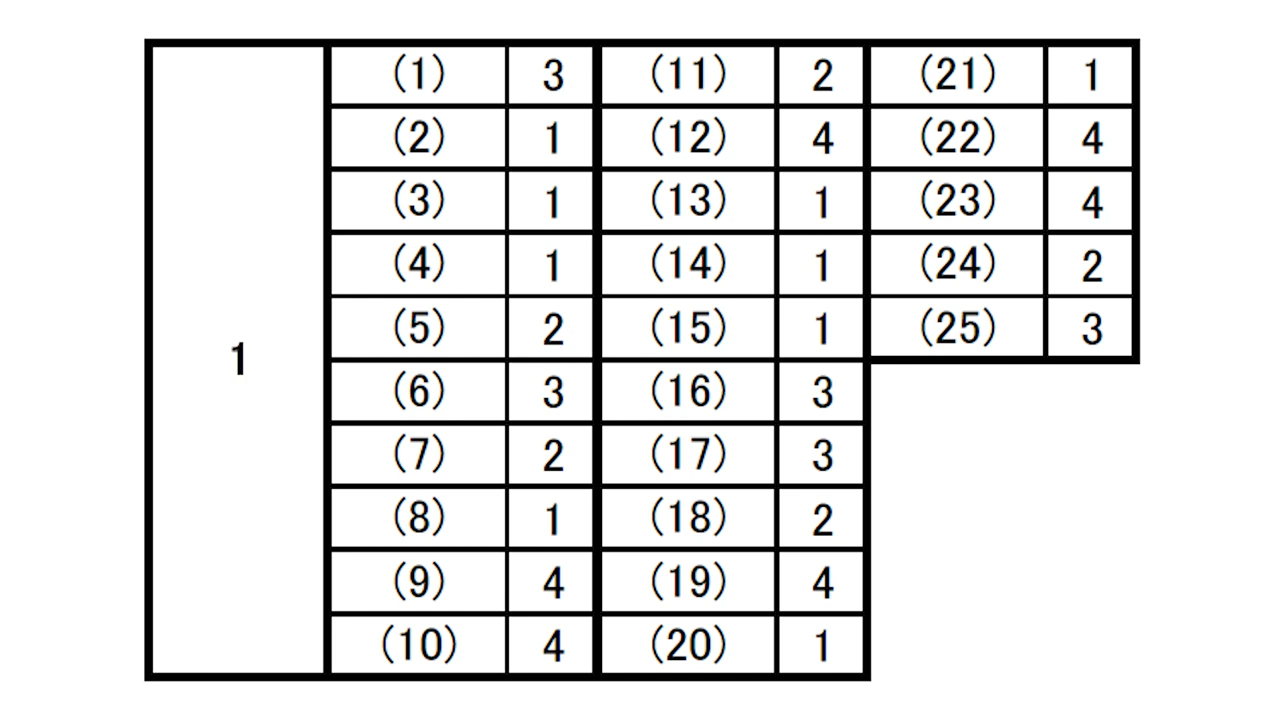 (1) 3 (11) 2 (21) 1
(2) 1 (12) 4 (22) 4
(3) 1 (13) 1 (23) 4
(4) 1 (14) 1 (24) 2
(5) 2 (15) 1 (25) 3
1
(6) 3 (16) 3
(7) 2 (17) 3
(8) 1 (18) 2
(9) 4 (19) 4
(10) 4 (20) 1